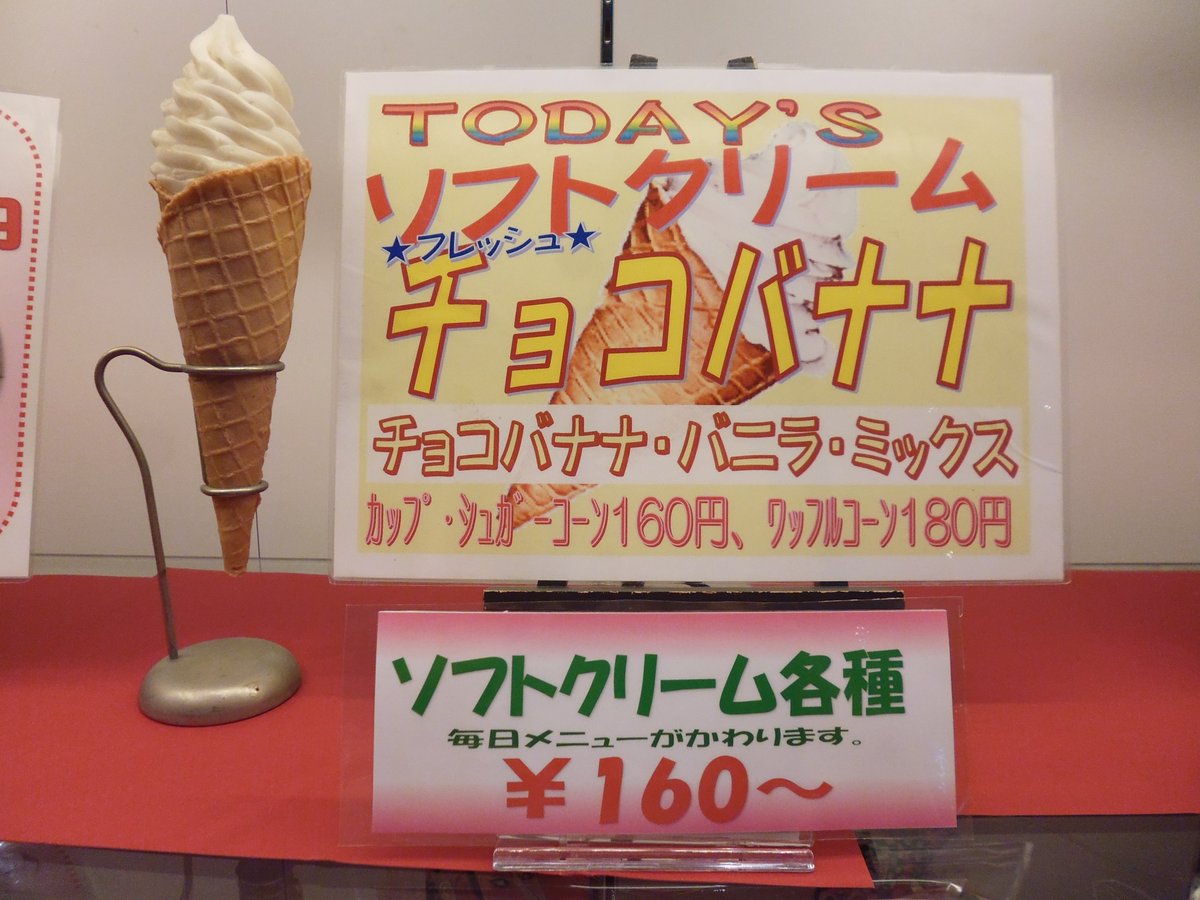 TODAY'S
ソフトクリーム
★フレッシュ★
チョコバナナ
チョコバナナ・バニラ・ミックス
ｶｯﾌﾟ・ｼｭｶﾞｰｺｰﾝ160円、ﾜｯﾌﾙｺｰﾝ180円
ソフトクリーム各種
毎日メニューがかわります。
￥160～